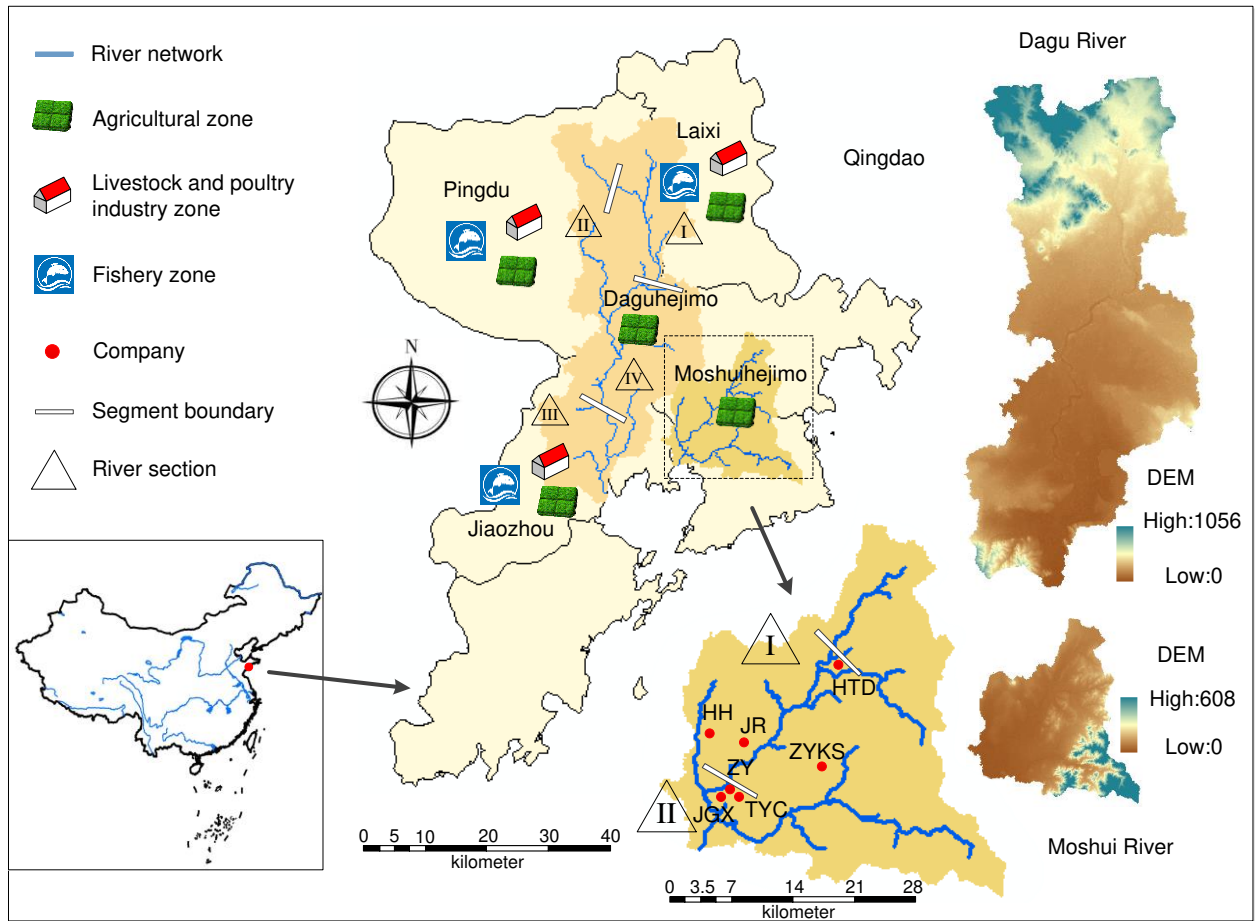 River network
Agricultural zone
Livestock and poultry
industry zone
Fishery zone
Company
Segment boundary
River section
Laixi
Pingdu
Qingdao
II
I
Daguhejimo
N
IV
Moshuihejimo
III
Jiaozhou
Dagu River
DEM
High:1056
Low:0
DEM
High:608
Low:0
Moshui River
I
HTD
HH
JR
ZYKS
ZY
II
JGX
TYC
0 5 10 20 30 40
kilometer
0 3.5 7 14 21 28
kilometer